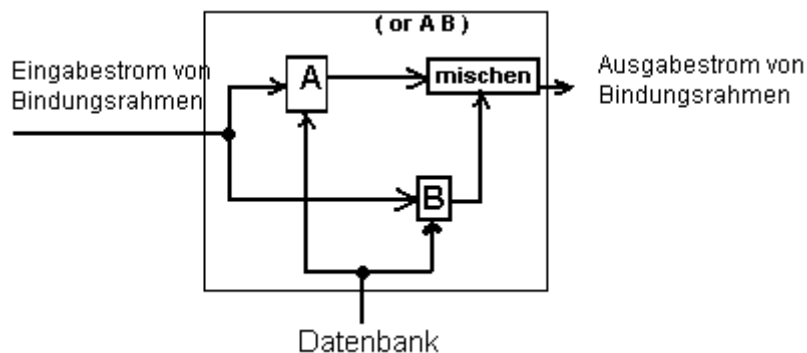 ( or A B )
Eingabestrom von
Bindungsrahmen
A
mischen
Ausgabestrom von
Bindungsrahmen
B
Datenbank